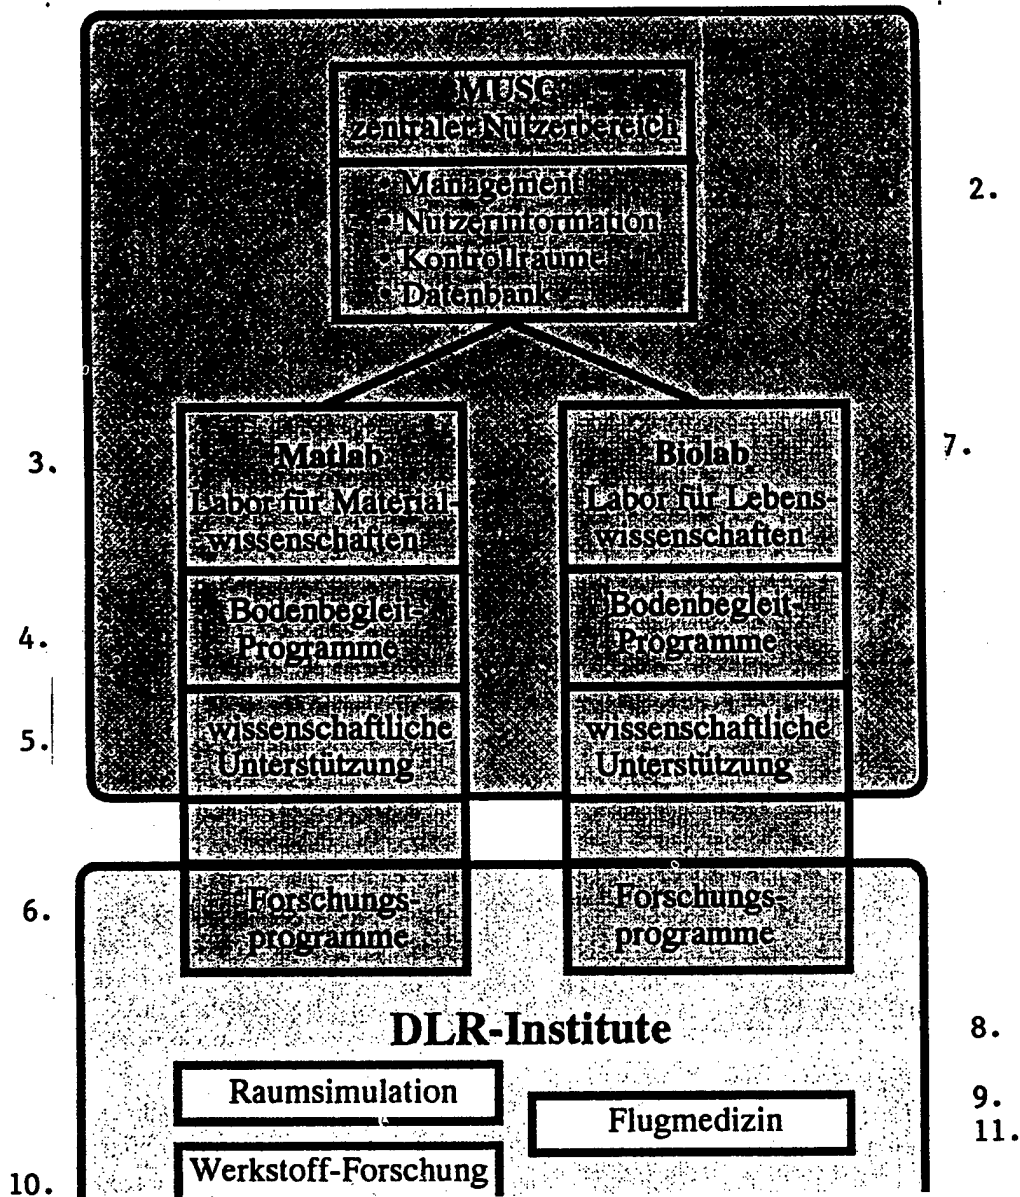 MUSC
zentraler Nutzerbereich
• Management
• Nutzerinformation
• Kontrollräume
• Datenbank
2.
3.
Matlab
Labor für Material-
wissenschaften
Biolab
Labor für Lebens-
wissenschaften
7.
4.
Bodenbegleit-
Programme
Bodenbegleit-
Programme
5.
wissenschaftliche
Unterstützung
wissenschaftliche
Unterstützung
6.
Forschungs-
programme
Forschungs-
programme
DLR-Institute
8.
Raumsimulation
9.
Flugmedizin
11.
Werkstoff-Forschung
10.